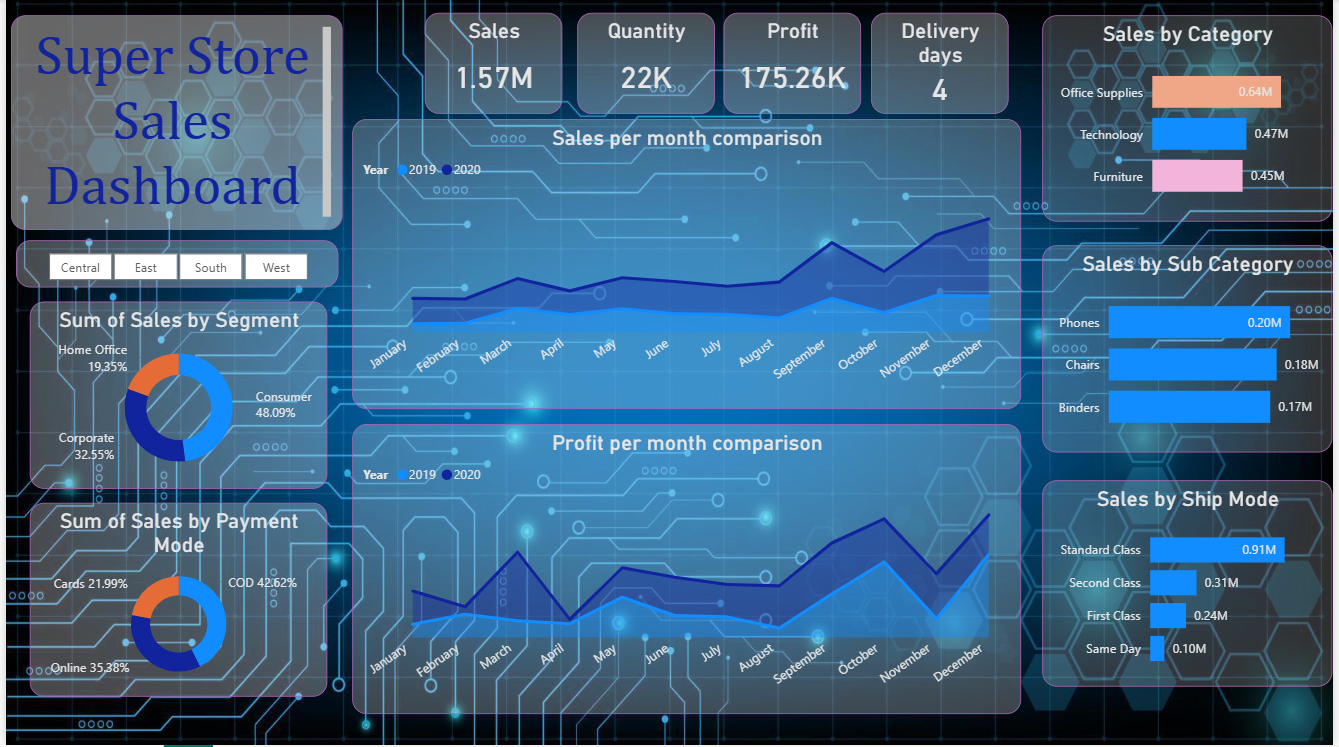 Super Store
Sales
Dashboard
Sales
1.57M
Quantity
22K
Profit
175.26K
Delivery
days
4
Central East South West
Sum of Sales by Segment
Home Office
19.35%
Consumer
48.09%
Corporate
32.55%
Sum of Sales by Payment
Mode
Cards 21.99%
COD 42.62%
Online 35.38%
Sales per month comparison
Year 2019 2020
January February March April May June July August September October November December
Profit per month comparison
Year 2019 2020
January February March April May June July August September October November December
Sales by Category
Office Supplies 0.64M
Technology 0.47M
Furniture 0.45M
Sales by Sub Category
Phones 0.20M
Chairs 0.18M
Binders 0.17M
Sales by Ship Mode
Standard Class 0.91M
Second Class 0.31M
First Class 0.24M
Same Day 0.10M